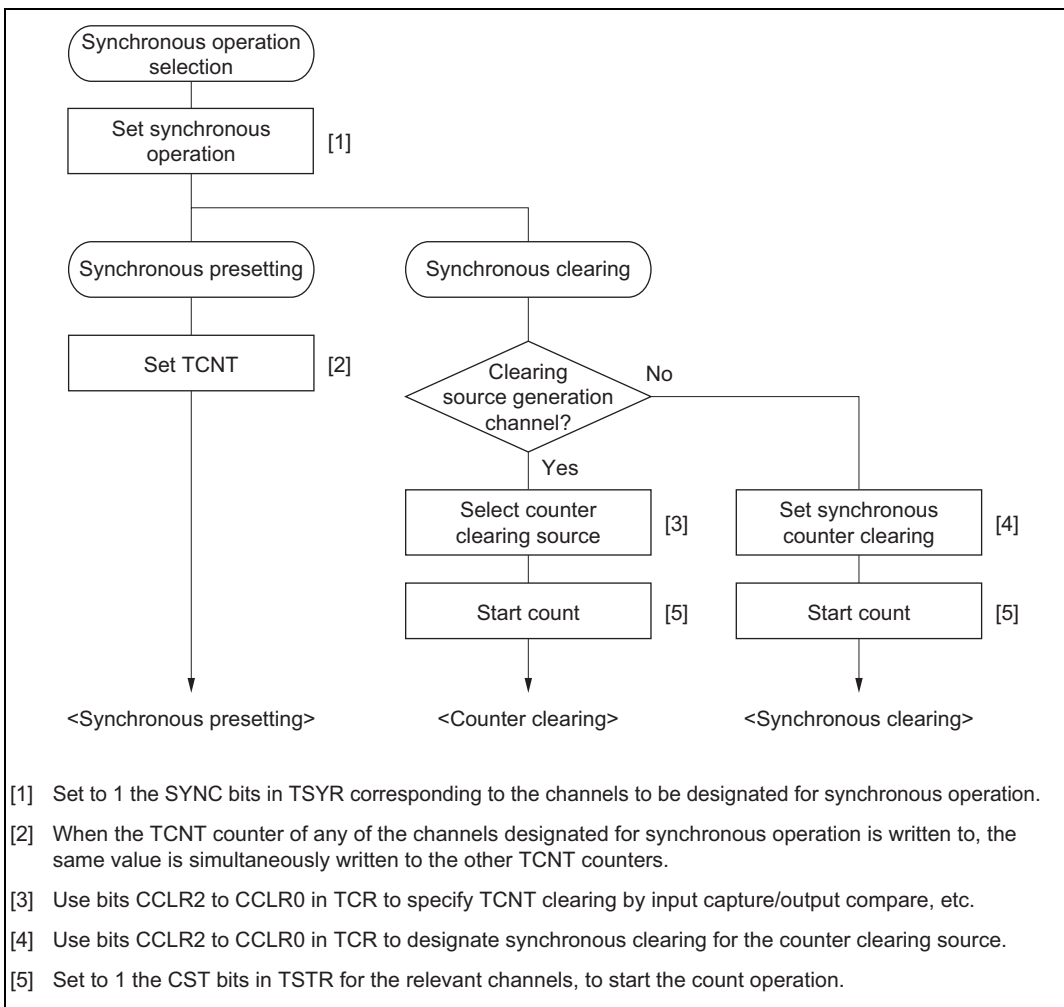 Synchronous operation
selection
Set synchronous
operation
[1]
Synchronous presetting
Synchronous clearing
Set TCNT
[2]
Clearing
source generation
channel?
No
Yes
Select counter
clearing source
[3]
Set synchronous
counter clearing
[4]
Start count
[5]
Start count
[5]
<Synchronous presetting>
<Counter clearing>
<Synchronous clearing>
[1] Set to 1 the SYNC bits in TSYR corresponding to the channels to be designated for synchronous operation.
[2] When the TCNT counter of any of the channels designated for synchronous operation is written to, the
same value is simultaneously written to the other TCNT counters.
[3] Use bits CCLR2 to CCLR0 in TCR to specify TCNT clearing by input capture/output compare, etc.
[4] Use bits CCLR2 to CCLR0 in TCR to designate synchronous clearing for the counter clearing source.
[5] Set to 1 the CST bits in TSTR for the relevant channels, to start the count operation.